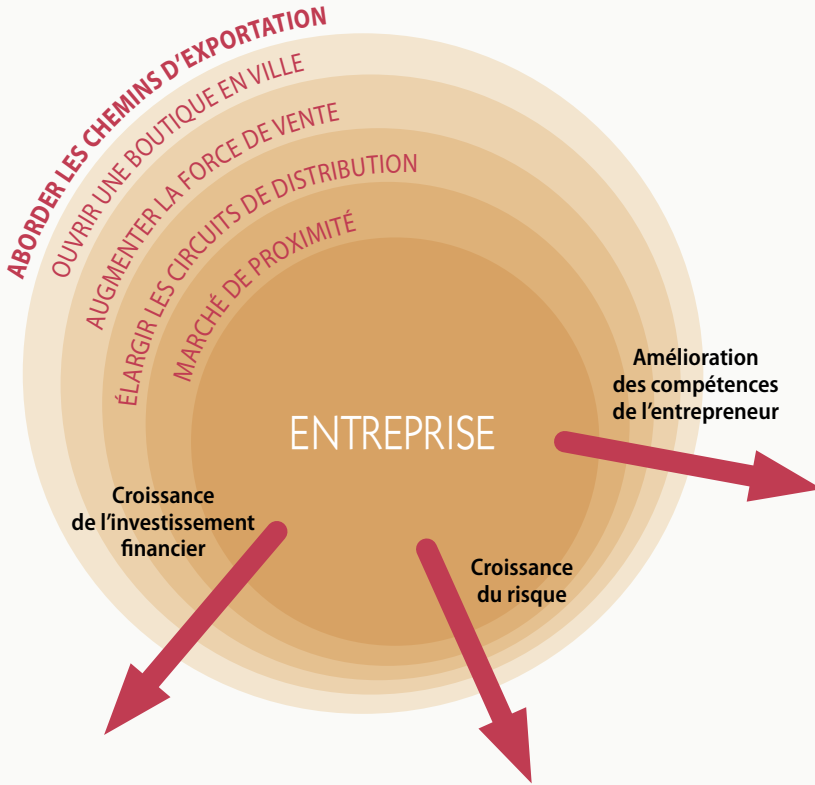 ABORDER LES CHEMINS D'EXPORTATION
OUVRIR UNE BOUTIQUE EN VILLE
AUGMENTER LA FORCE DE VENTE
ÉLARGIR LES CIRCUITS DE DISTRIBUTION
MARCHÉ DE PROXIMITÉ
ENTREPRISE
Amélioration
des compétences
de l'entrepreneur
Croissance
de l'investissement
financier
Croissance
du risque